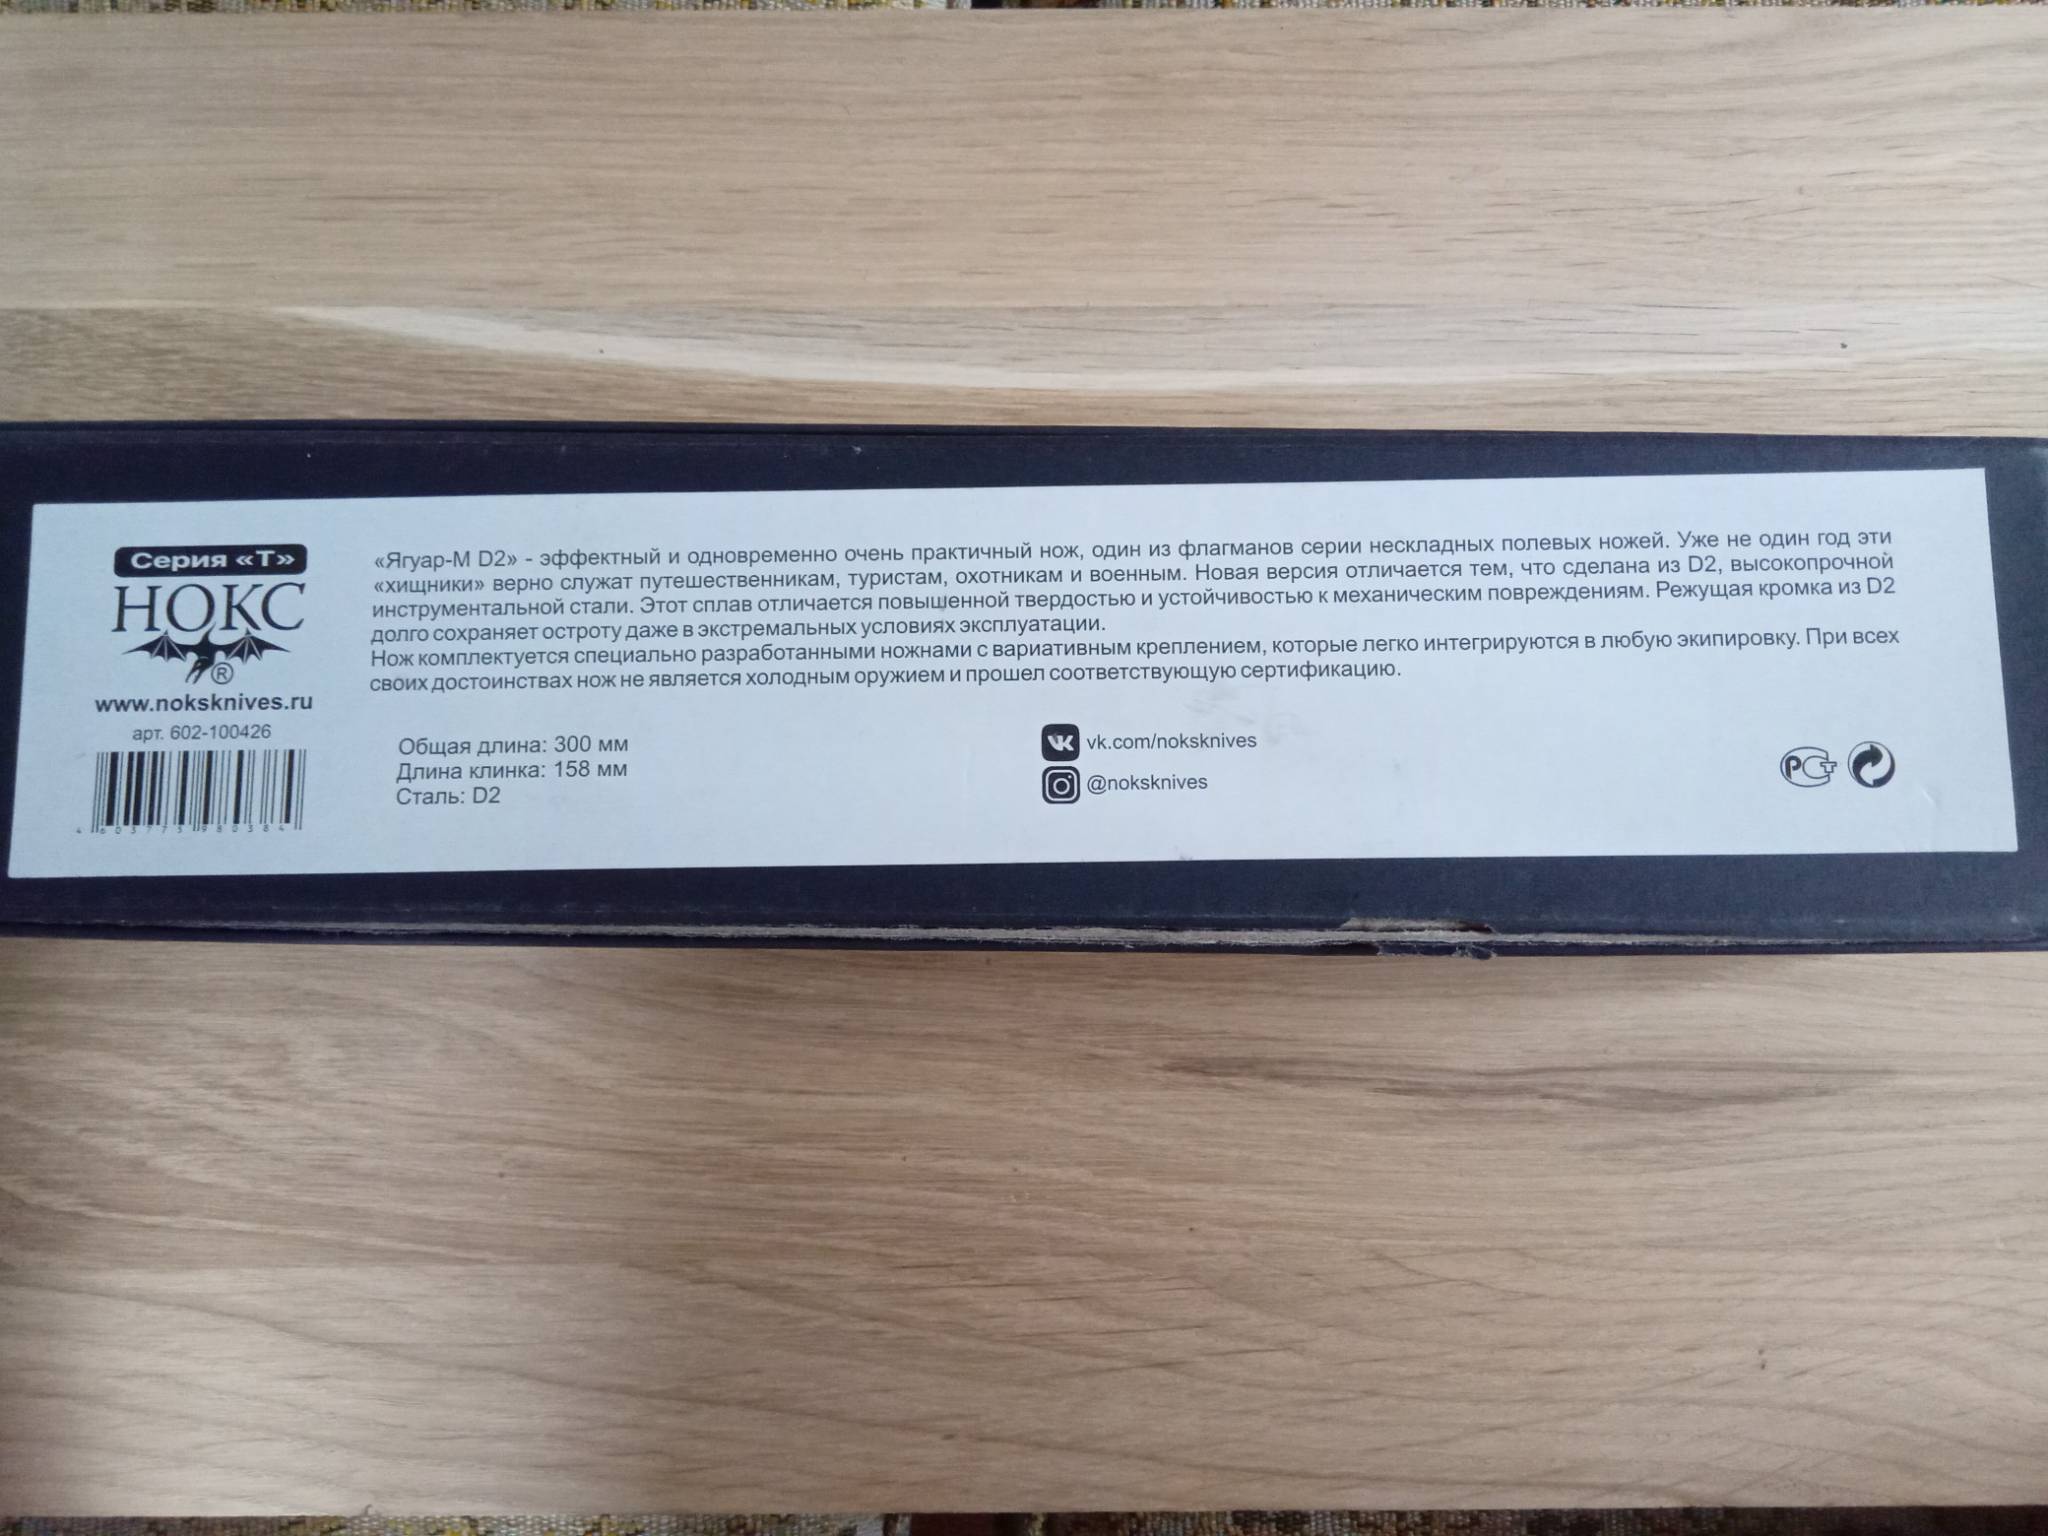 Серия «Т»
НОКС
®
www.noksknives.ru
арт. 602-100426
4 603775 980384
«Ягуар-М D2» - эффектный и одновременно очень практичный нож, один из флагманов серии нескладных полевых ножей. Уже не один год эти
«хищники» верно служат путешественникам, туристам, охотникам и военным. Новая версия отличается тем, что сделана из D2, высокопрочной
инструментальной стали. Этот сплав отличается повышенной твердостью и устойчивостью к механическим повреждениям. Режущая кромка из D2
долго сохраняет остроту даже в экстремальных условиях эксплуатации.
Нож комплектуется специально разработанными ножнами с вариативным креплением, которые легко интегрируются в любую экипировку. При всех
своих достоинствах нож не является холодным оружием и прошел соответствующую сертификацию.
Общая длина: 300 мм
Длина клинка: 158 мм
Сталь: D2
vk.com/noksknives
@noksknives
РСТ